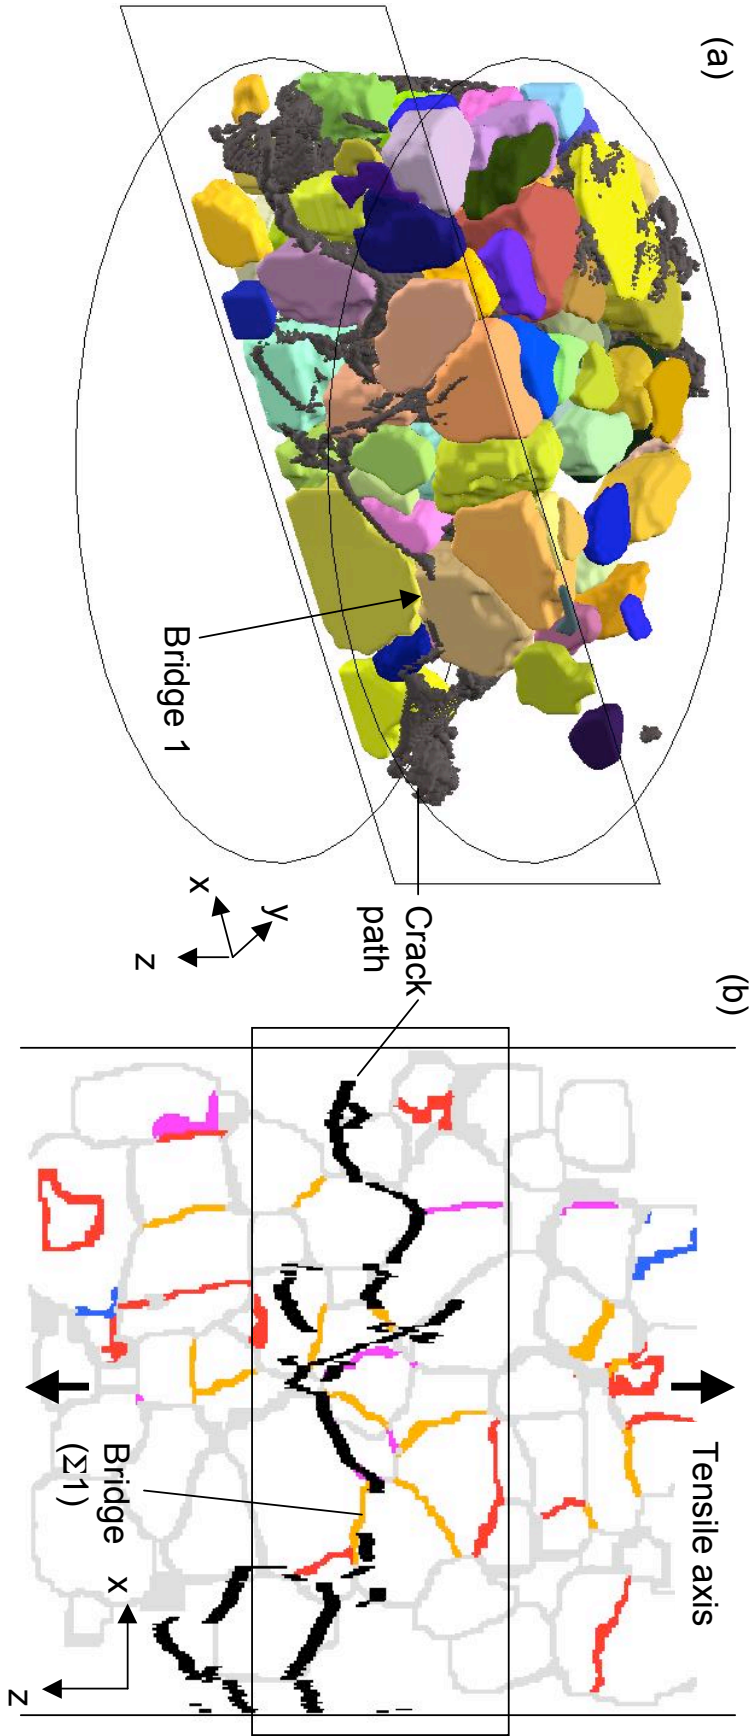 (a)
Bridge 1
Crack
path
x
y
z
(b)
Tensile axis
Bridge
(Σ1)
x
z